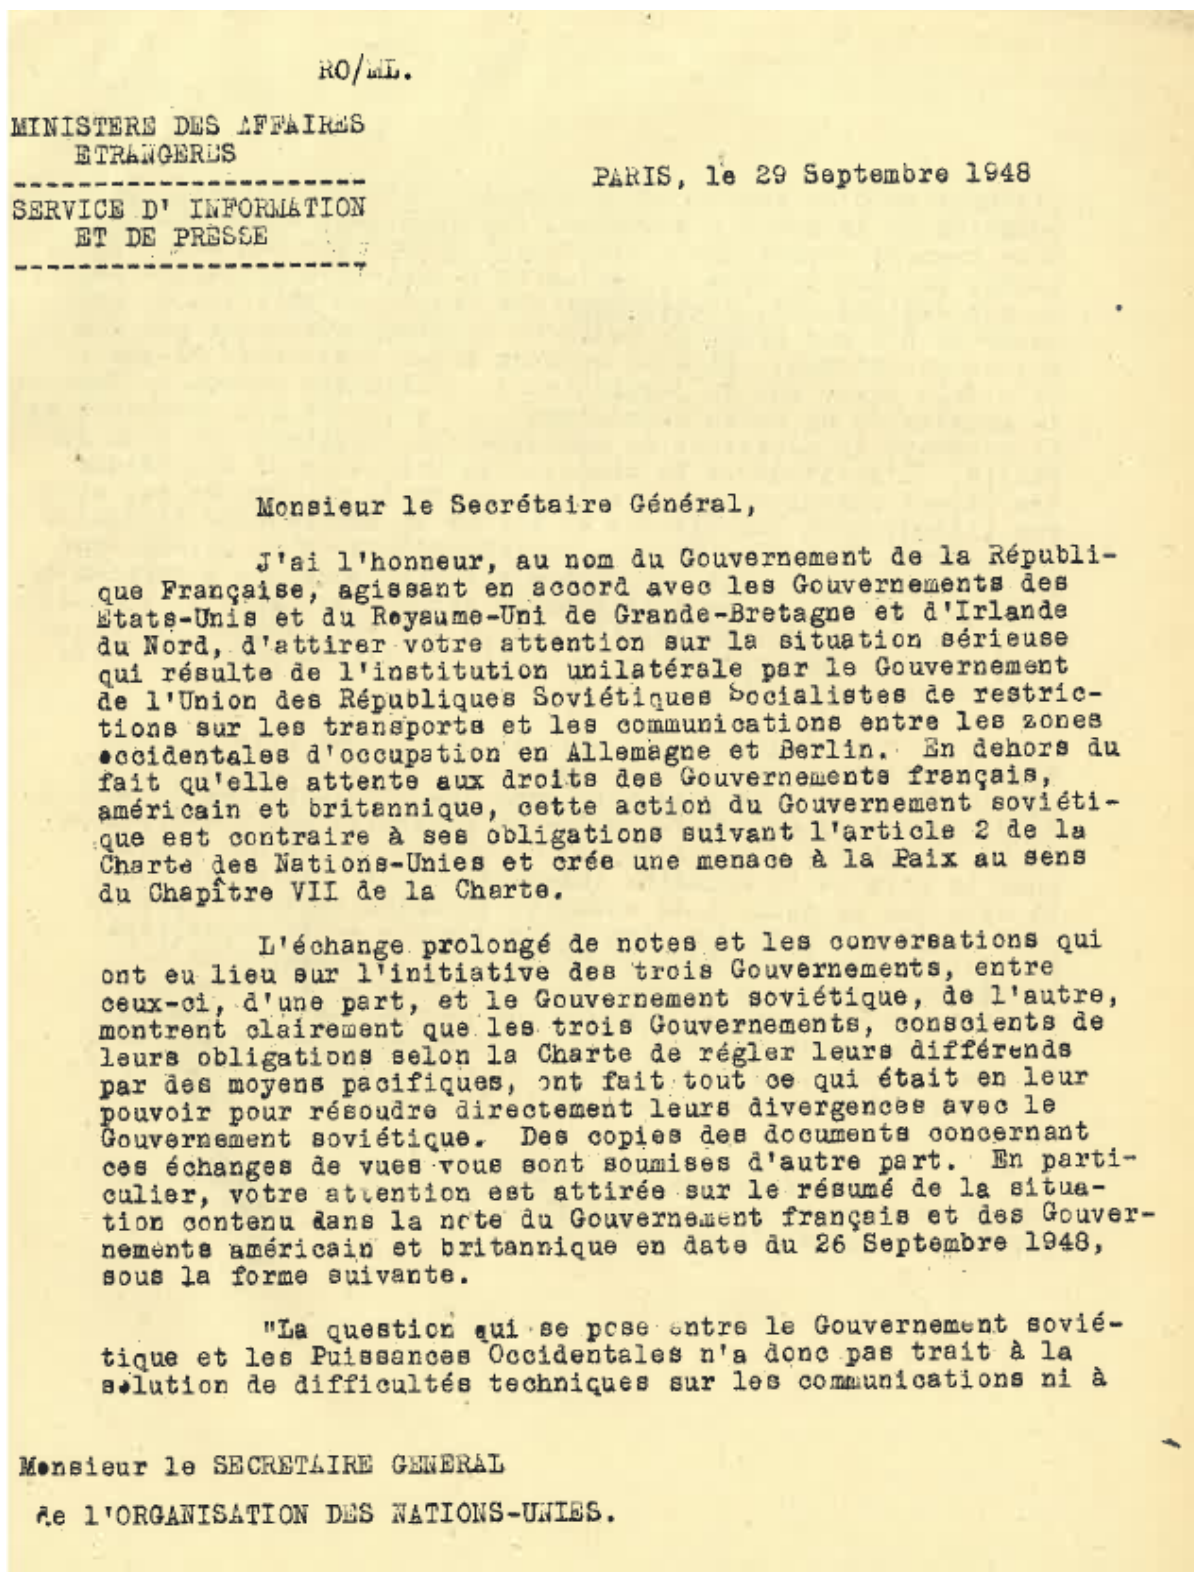 RO/ML.
MINISTERE DES AFFAIRES
ETRANGERES
----------------------
PARIS, le 29 Septembre 1948
SERVICE D' INFORMATION
ET DE PRESSE
----------------------
Monsieur le Secrétaire Général,
J'ai l'honneur, au nom du Gouvernement de la Républi-
que Française, agissant en accord avec les Gouvernements des
Etats-Unis et du Royaume-Uni de Grande-Bretagne et d'Irlande
du Nord, d'attirer votre attention sur la situation sérieuse
qui résulte de l'institution unilatérale par le Gouvernement
de l'Union des Républiques Soviétiques Socialistes de restric-
tions sur les transports et les communications entre les zones
occidentales d'occupation en Allemagne et Berlin. En dehors du
fait qu'elle attente aux droits des Gouvernements français,
américain et britannique, cette action du Gouvernement soviéti-
que est contraire à ses obligations suivant l'article 2 de la
Charte des Nations-Unies et crée une menace à la Paix au sens
du Chapître VII de la Charte.
L'échange prolongé de notes et les conversations qui
ont eu lieu sur l'initiative des trois Gouvernements, entre
ceux-ci, d'une part, et le Gouvernement soviétique, de l'autre,
montrent clairement que les trois Gouvernements, conscients de
leurs obligations selon la Charte de régler leurs différends
par des moyens pacifiques, ont fait tout ce qui était en leur
pouvoir pour résoudre directement leurs divergences avec le
Gouvernement soviétique. Des copies des documents concernant
ces échanges de vues vous sont soumises d'autre part. En parti-
culier, votre attention est attirée sur le résumé de la situa-
tion contenu dans la note du Gouvernement français et des Gouver-
nements américain et britannique en date du 26 Septembre 1948,
sous la forme suivante.
"La question qui se pose entre le Gouvernement sovié-
tique et les Puissances Occidentales n'a donc pas trait à la
solution de difficultés techniques sur les communications ni à
Monsieur le SECRETAIRE GENERAL
de l'ORGANISATION DES NATIONS-UNIES.